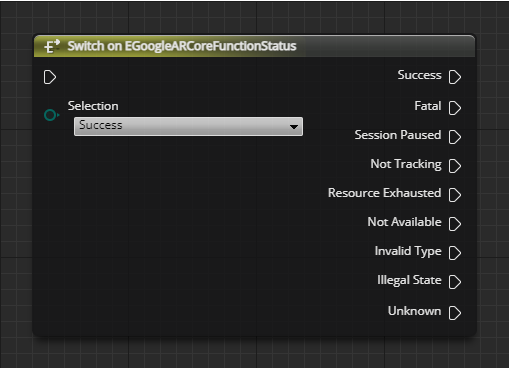 Switch on EGoogleARCoreFunctionStatus
Success
Selection
Success
Fatal
Session Paused
Not Tracking
Resource Exhausted
Not Available
Invalid Type
Illegal State
Unknown